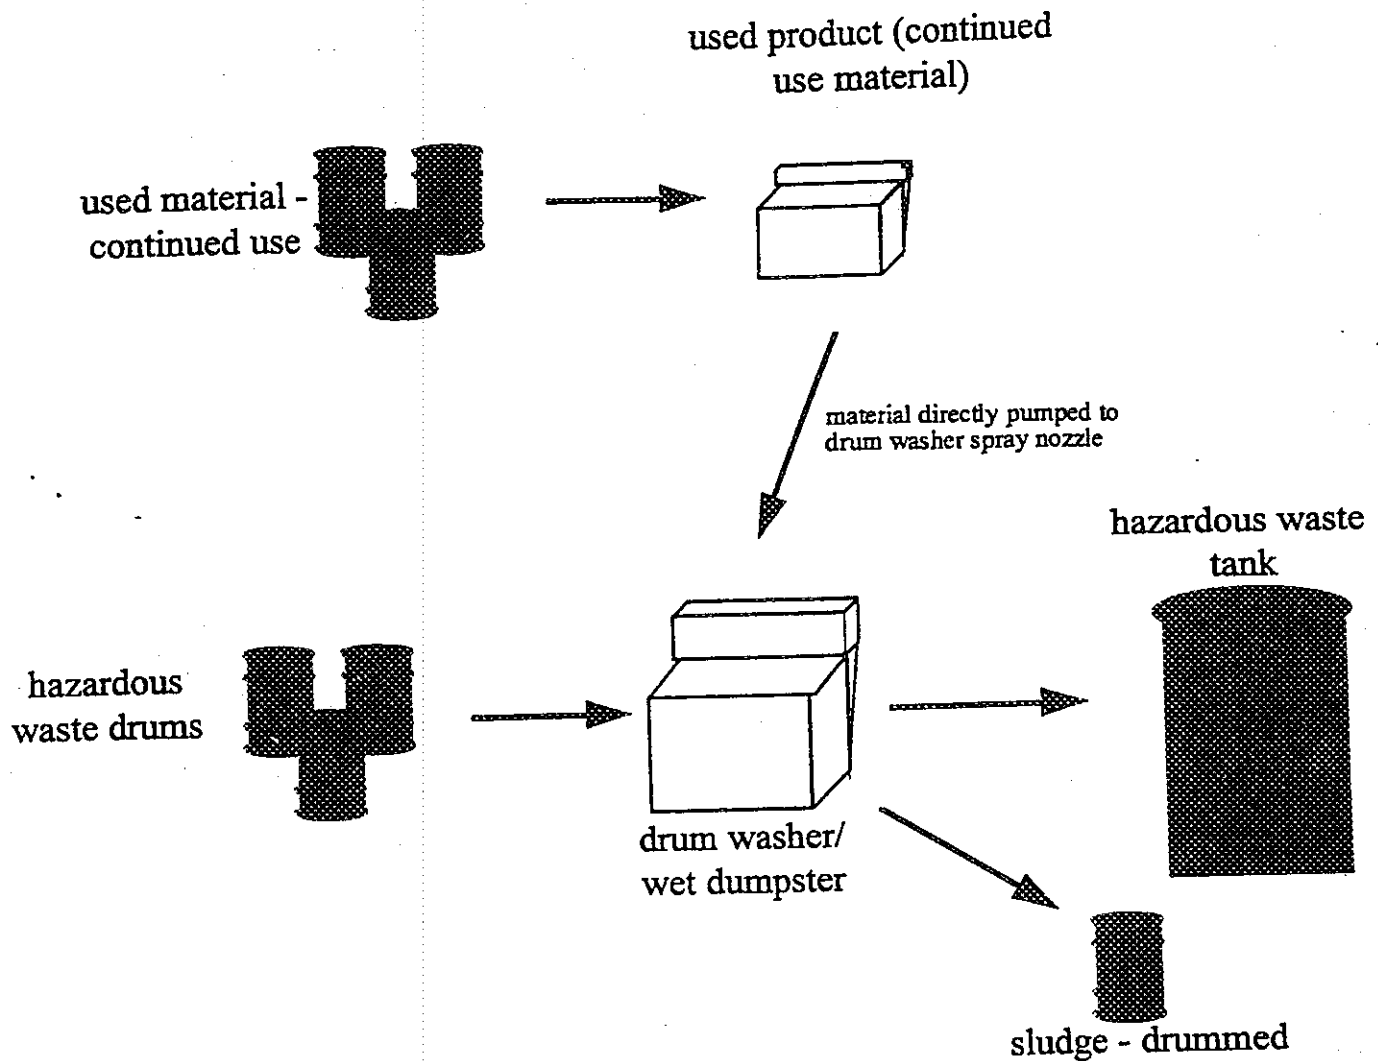 used product (continued
use material)
used material -
continued use
material directly pumped to
drum washer spray nozzle
hazardous waste
tank
hazardous
waste drums
drum washer/
wet dumpster
sludge - drummed